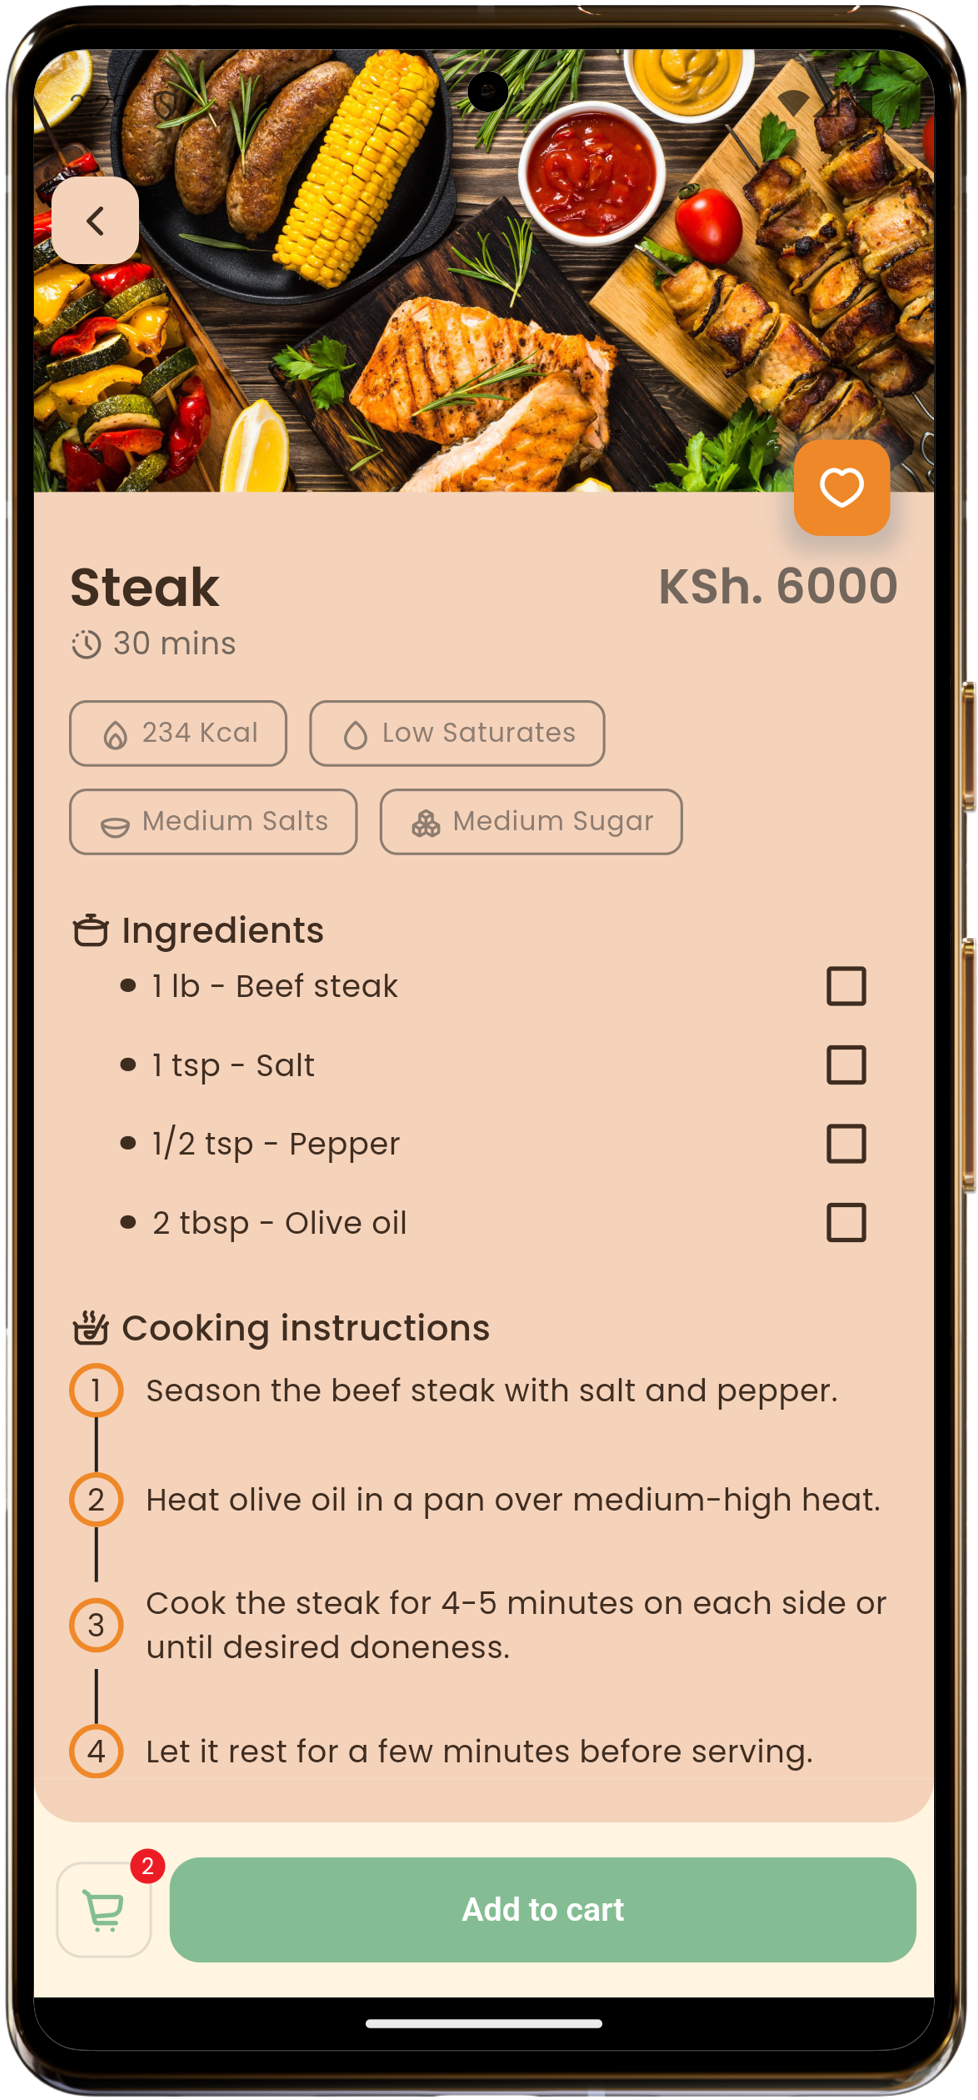 Steak
KSh. 6000
30 mins
234 Kcal
Low Saturates
Medium Salts
Medium Sugar
Ingredients
• 1 lb - Beef steak
• 1 tsp - Salt
• 1/2 tsp - Pepper
• 2 tbsp - Olive oil
Cooking instructions
1 Season the beef steak with salt and pepper.
2 Heat olive oil in a pan over medium-high heat.
3 Cook the steak for 4-5 minutes on each side or
until desired doneness.
4 Let it rest for a few minutes before serving.
2
Add to cart